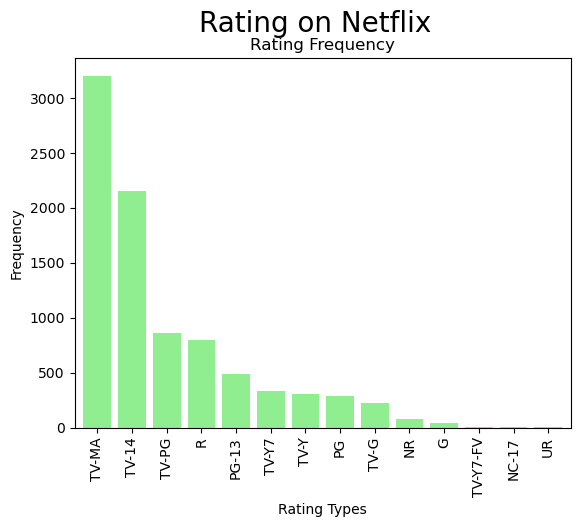 Rating on Netflix
Rating Frequency
Frequency
3000
2500
2000
1500
1000
500
0
TV-MA
TV-14
TV-PG
R
PG-13
TV-Y7
TV-Y
PG
TV-G
NR
G
TV-Y7-FV
NC-17
UR
Rating Types